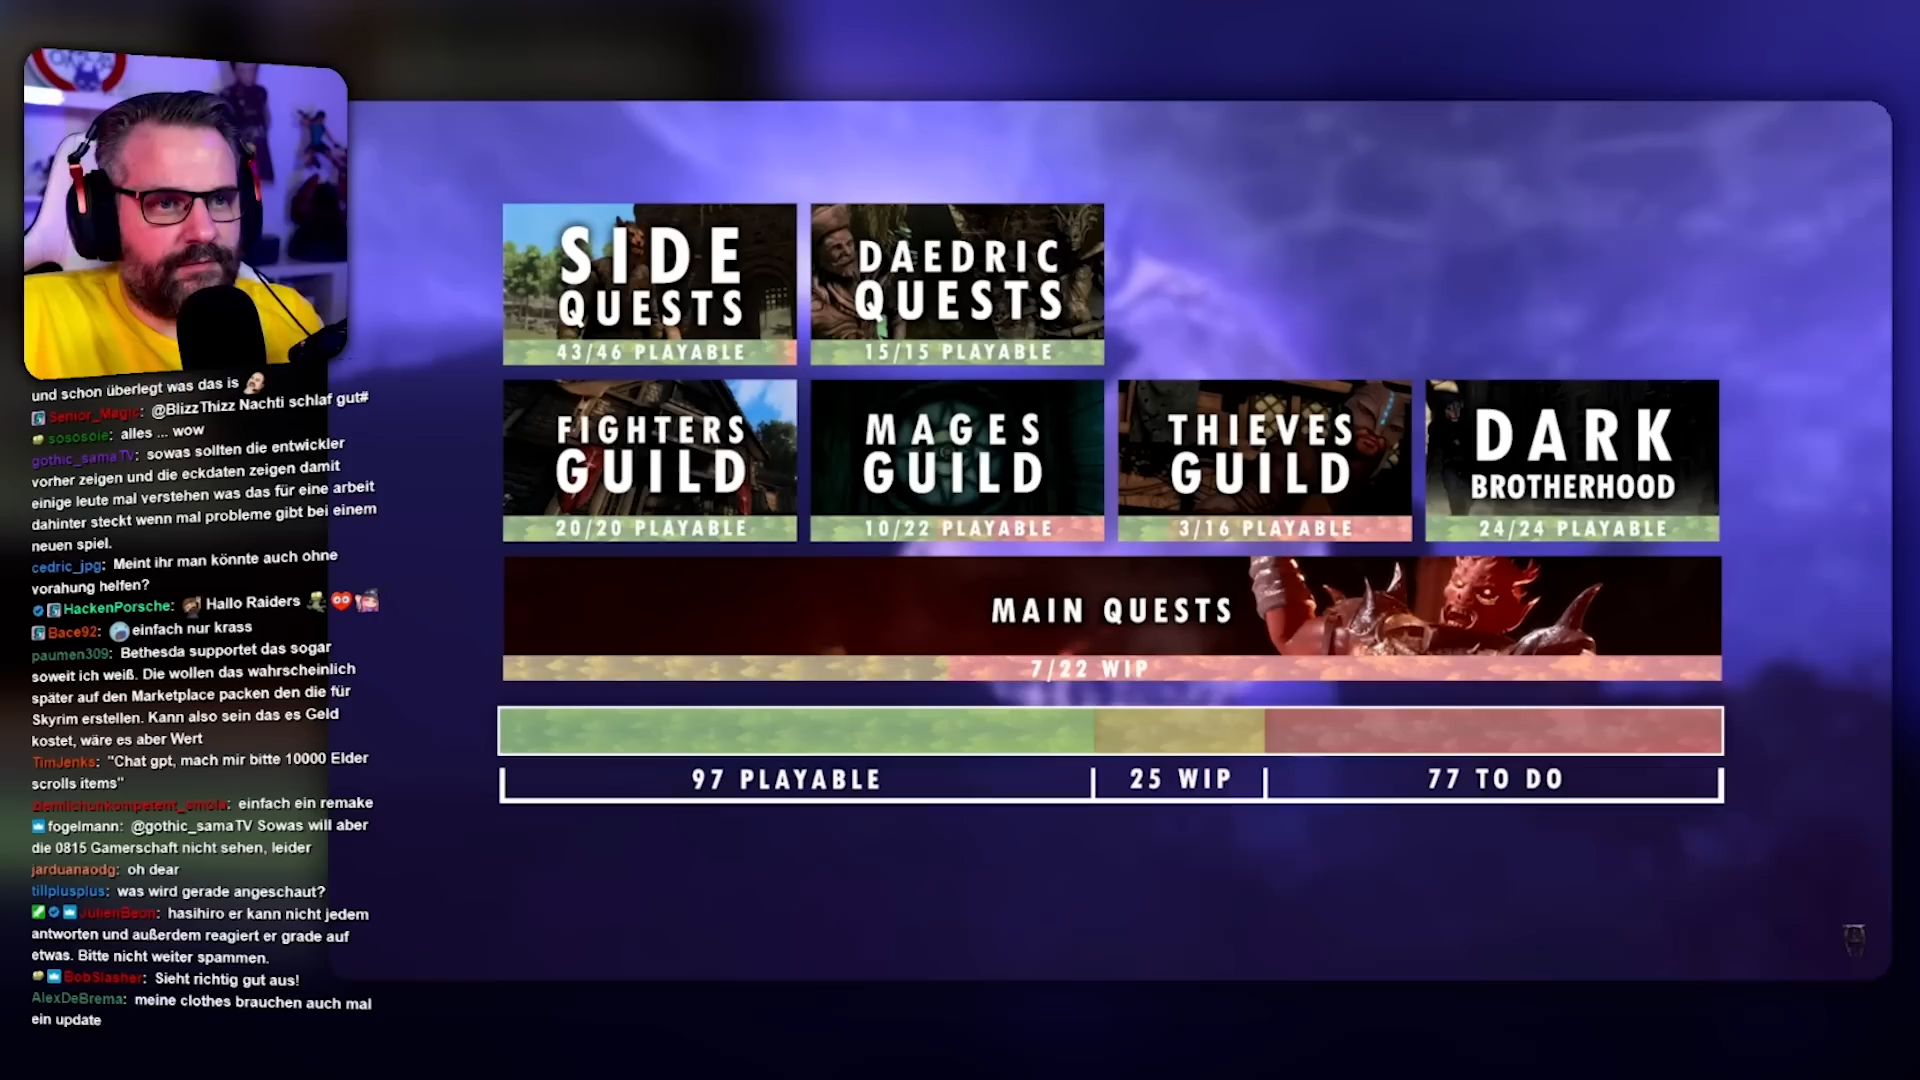 SIDE
QUESTS
43/46 PLAYABLE
DAEDRIC
QUESTS
15/15 PLAYABLE
FIGHTERS
GUILD
20/20 PLAYABLE
MAGES
GUILD
10/22 PLAYABLE
THIEVES
GUILD
3/16 PLAYABLE
DARK
BROTHERHOOD
24/24 PLAYABLE
MAIN QUESTS
7/22 WIP
97 PLAYABLE
25 WIP
77 TO DO
und schon überlegt was das is
Senior_Magic: @BlizzThizz Nachti schlaf gut#
sososoie: alles ... wow
gothic_samaTV: sowas sollten die entwickler
vorher zeigen und die eckdaten zeigen damit
einige leute mal verstehen was das für eine arbeit
dahinter steckt wenn mal probleme gibt bei einem
neuen spiel.
cedric_jpg: Meint ihr man könnte auch ohne
vorahung helfen?
HackenPorsche: Hallo Raiders
Bace92: einfach nur krass
paumen309: Bethesda supportet das sogar
soweit ich weiß. Die wollen das wahrscheinlich
später auf den Marketplace packen den die für
Skyrim erstellen. Kann also sein das es Geld
kostet, wäre es aber Wert
TimJenks: "Chat gpt, mach mir bitte 10000 Elder
scrolls items"
ziemlichunkompetent_smola: einfach ein remake
fogelmann: @gothic_samaTV Sowas will aber
die 0815 Gamerschaft nicht sehen, leider
jarduanaodg: oh dear
tillplusplus: was wird gerade angeschaut?
JulienBeon: hasihiro er kann nicht jedem
antworten und außerdem reagiert er grade auf
etwas. Bitte nicht weiter spammen.
BobSlasher: Sieht richtig gut aus!
AlexDeBrema: meine clothes brauchen auch mal
ein update